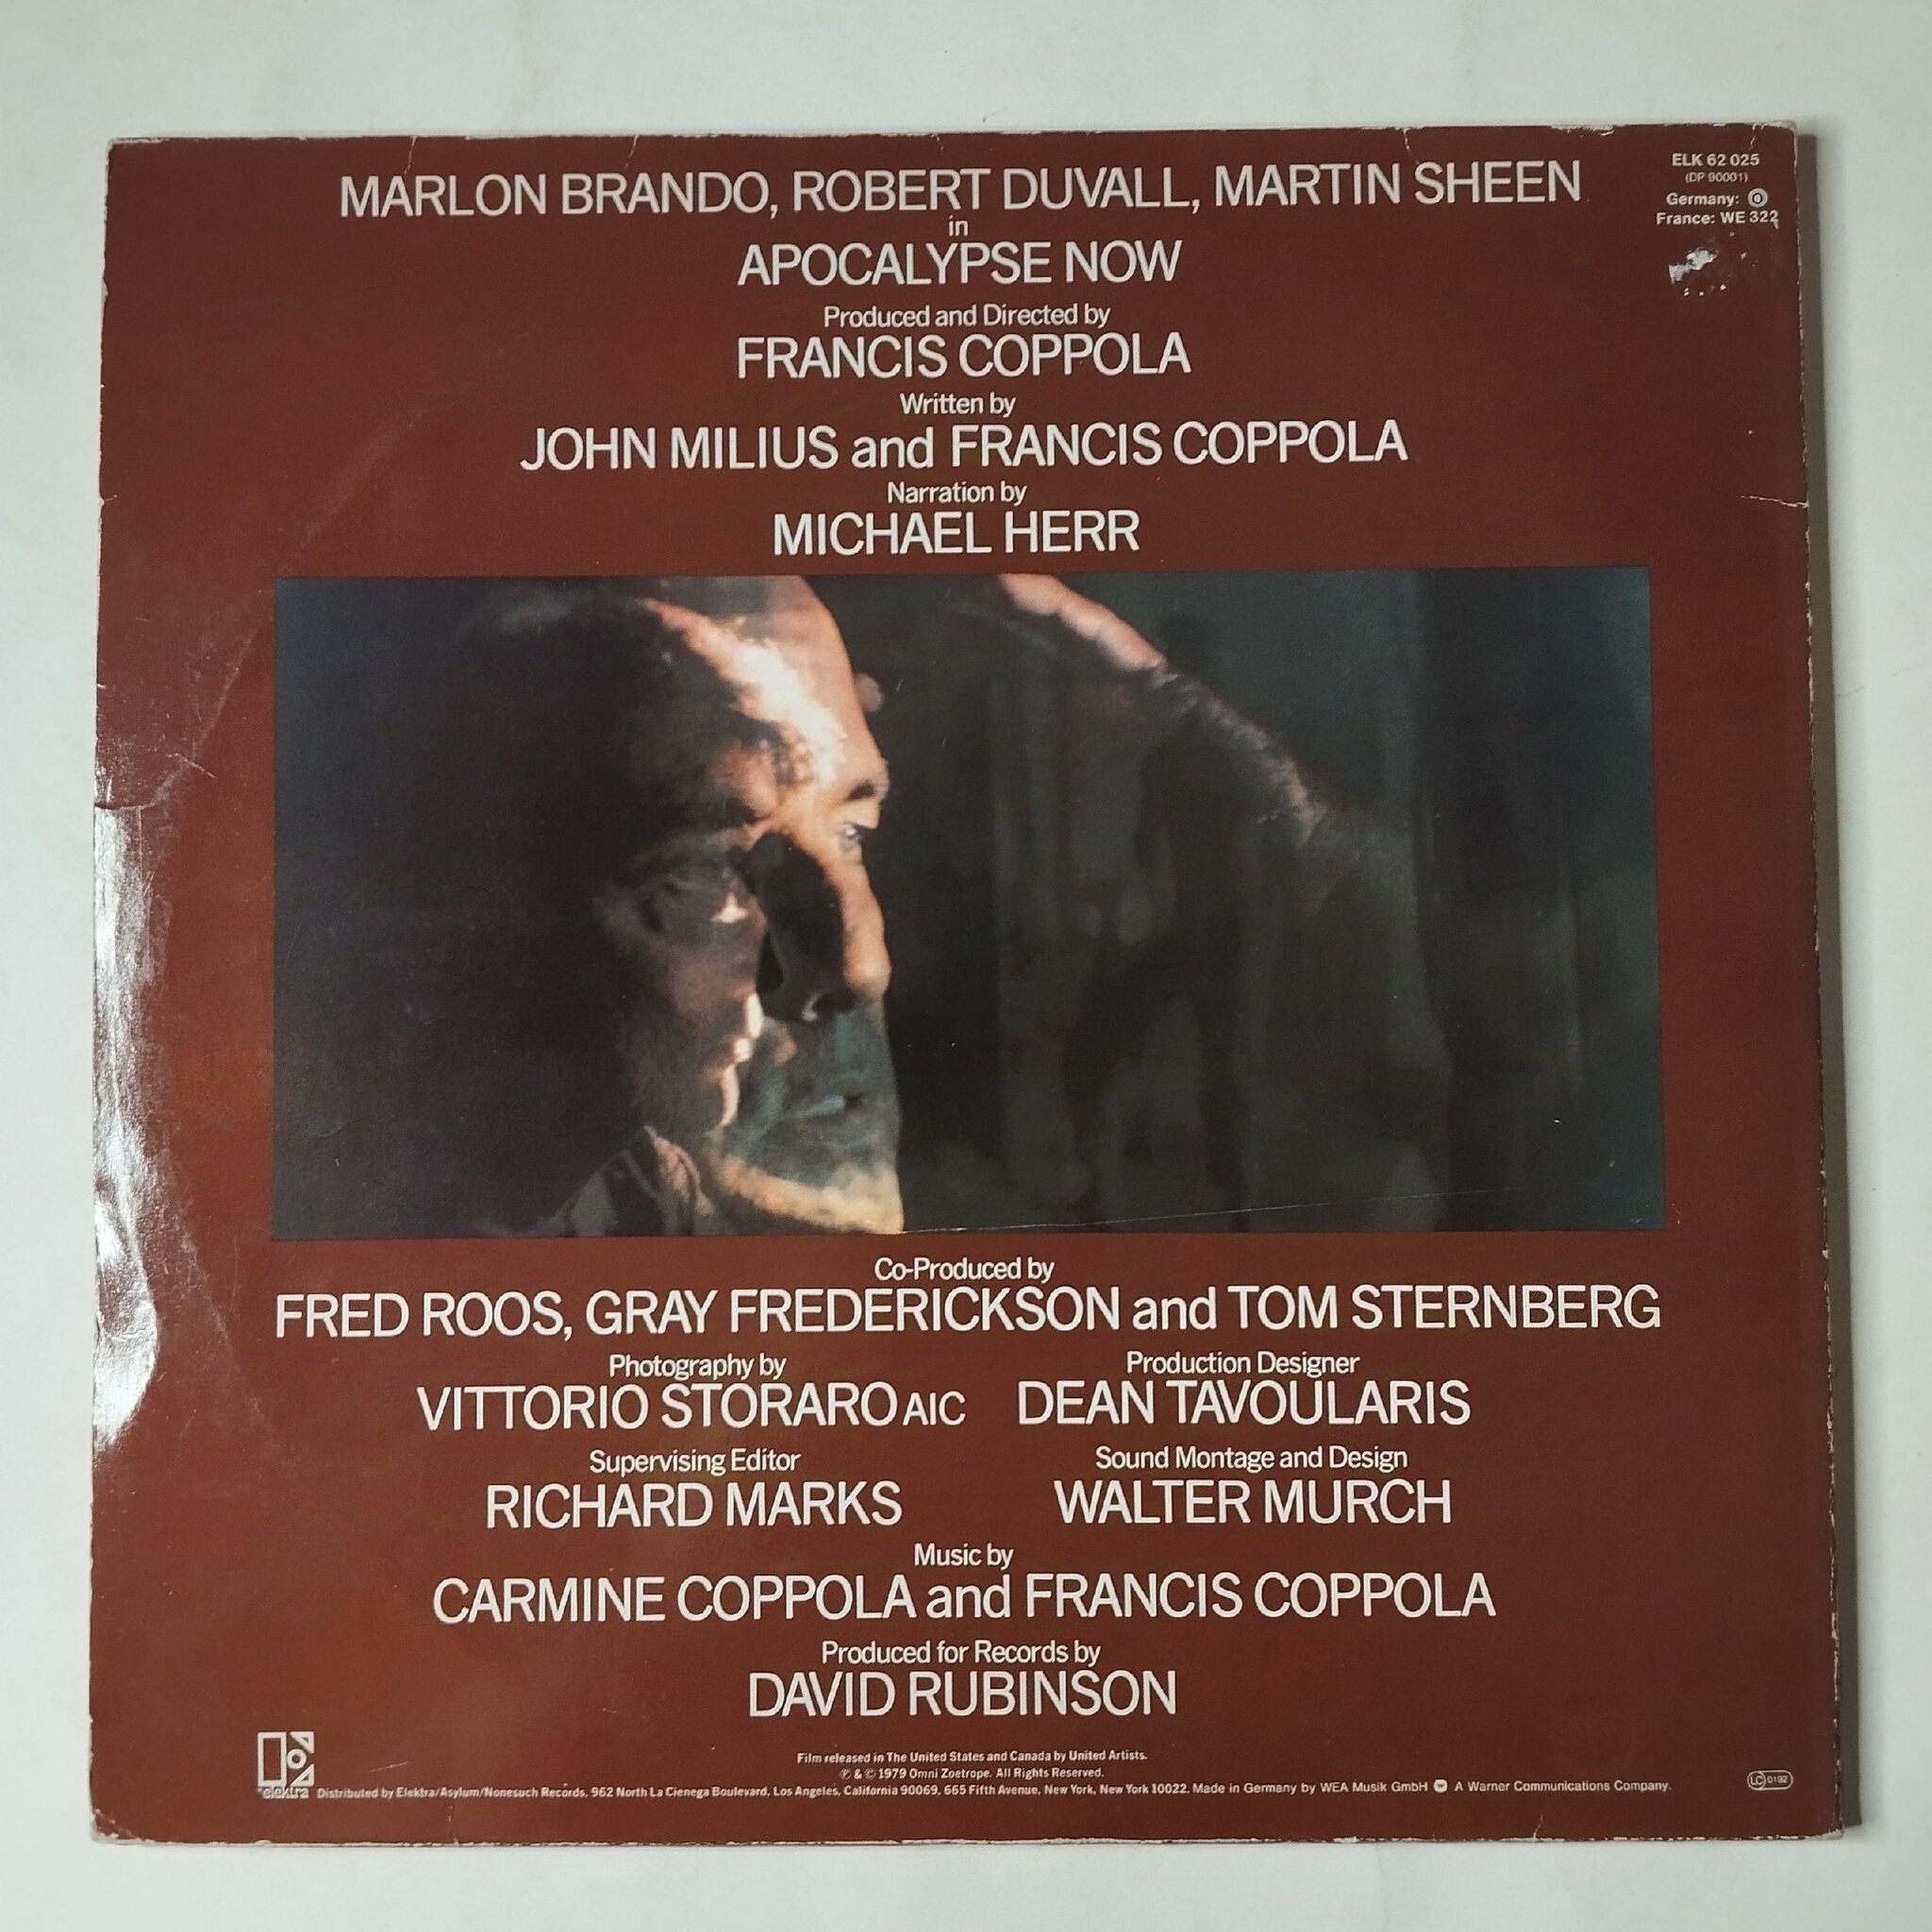 ELK 62 025
(DP 90001)
Germany: Ⓞ
France: WE 322
MARLON BRANDO, ROBERT DUVALL, MARTIN SHEEN
in
APOCALYPSE NOW
Produced and Directed by
FRANCIS COPPOLA
Written by
JOHN MILIUS and FRANCIS COPPOLA
Narration by
MICHAEL HERR
Co-Produced by
FRED ROOS, GRAY FREDERICKSON and TOM STERNBERG
Photography by
VITTORIO STORARO AIC
Production Designer
DEAN TAVOULARIS
Supervising Editor
RICHARD MARKS
Sound Montage and Design
WALTER MURCH
Music by
CARMINE COPPOLA and FRANCIS COPPOLA
Produced for Records by
DAVID RUBINSON
Film released in The United States and Canada by United Artists.
℗ & © 1979 Omni Zoetrope. All Rights Reserved.
elektra
Distributed by Elektra/Asylum/Nonesuch Records, 962 North La Cienega Boulevard, Los Angeles, California 90069, 665 Fifth Avenue, New York, New York 10022. Made in Germany by WEA Musik GmbH A Warner Communications Company.
LC 0192